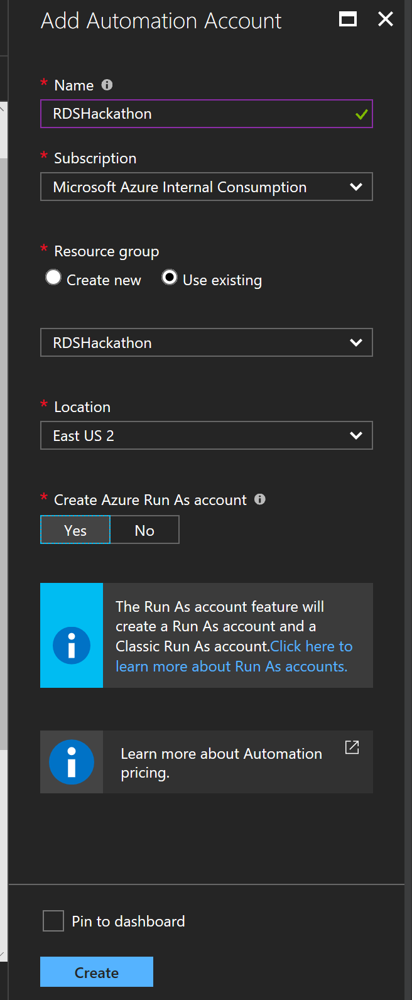 Add Automation Account
* Name
RDSHackathon
* Subscription
Microsoft Azure Internal Consumption
* Resource group
Create new Use existing
RDSHackathon
* Location
East US 2
* Create Azure Run As account
Yes No
The Run As account feature will
create a Run As account and a
Classic Run As account.Click here to
learn more about Run As accounts.
Learn more about Automation
pricing.
Pin to dashboard
Create